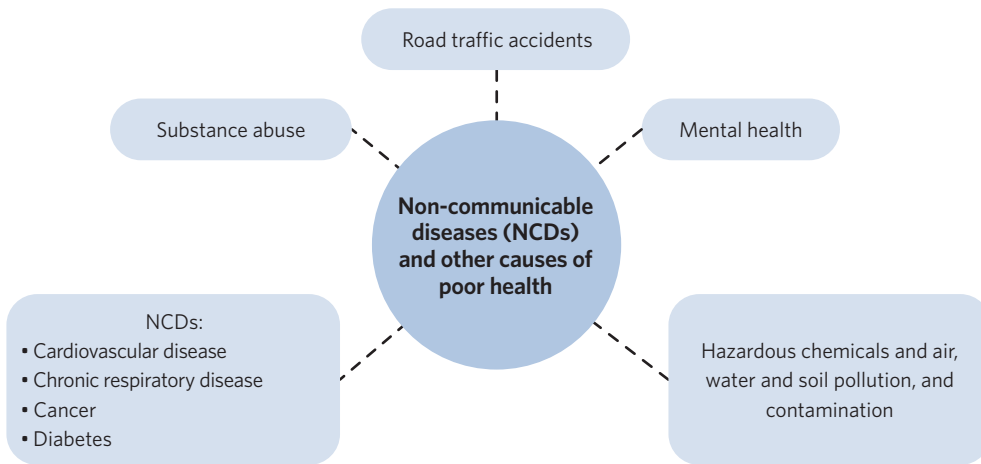 Road traffic accidents
Substance abuse
Mental health
Non-communicable
diseases (NCDs)
and other causes of
poor health
NCDs:
• Cardiovascular disease
• Chronic respiratory disease
• Cancer
• Diabetes
Hazardous chemicals and air,
water and soil pollution, and
contamination